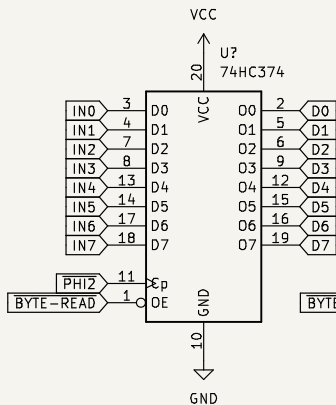 VCC
U?
74HC374
20
VCC
IN0 3 D0 O0 2 D0
IN1 4 D1 O1 5 D1
IN2 7 D2 O2 6 D2
IN3 8 D3 O3 9 D3
IN4 13 D4 O4 12 D4
IN5 14 D5 O5 15 D5
IN6 17 D6 O6 16 D6
IN7 18 D7 O7 19 D7
PHI2 11 Cp
BYTE-READ 1 OE BYTE
GND
10
GND